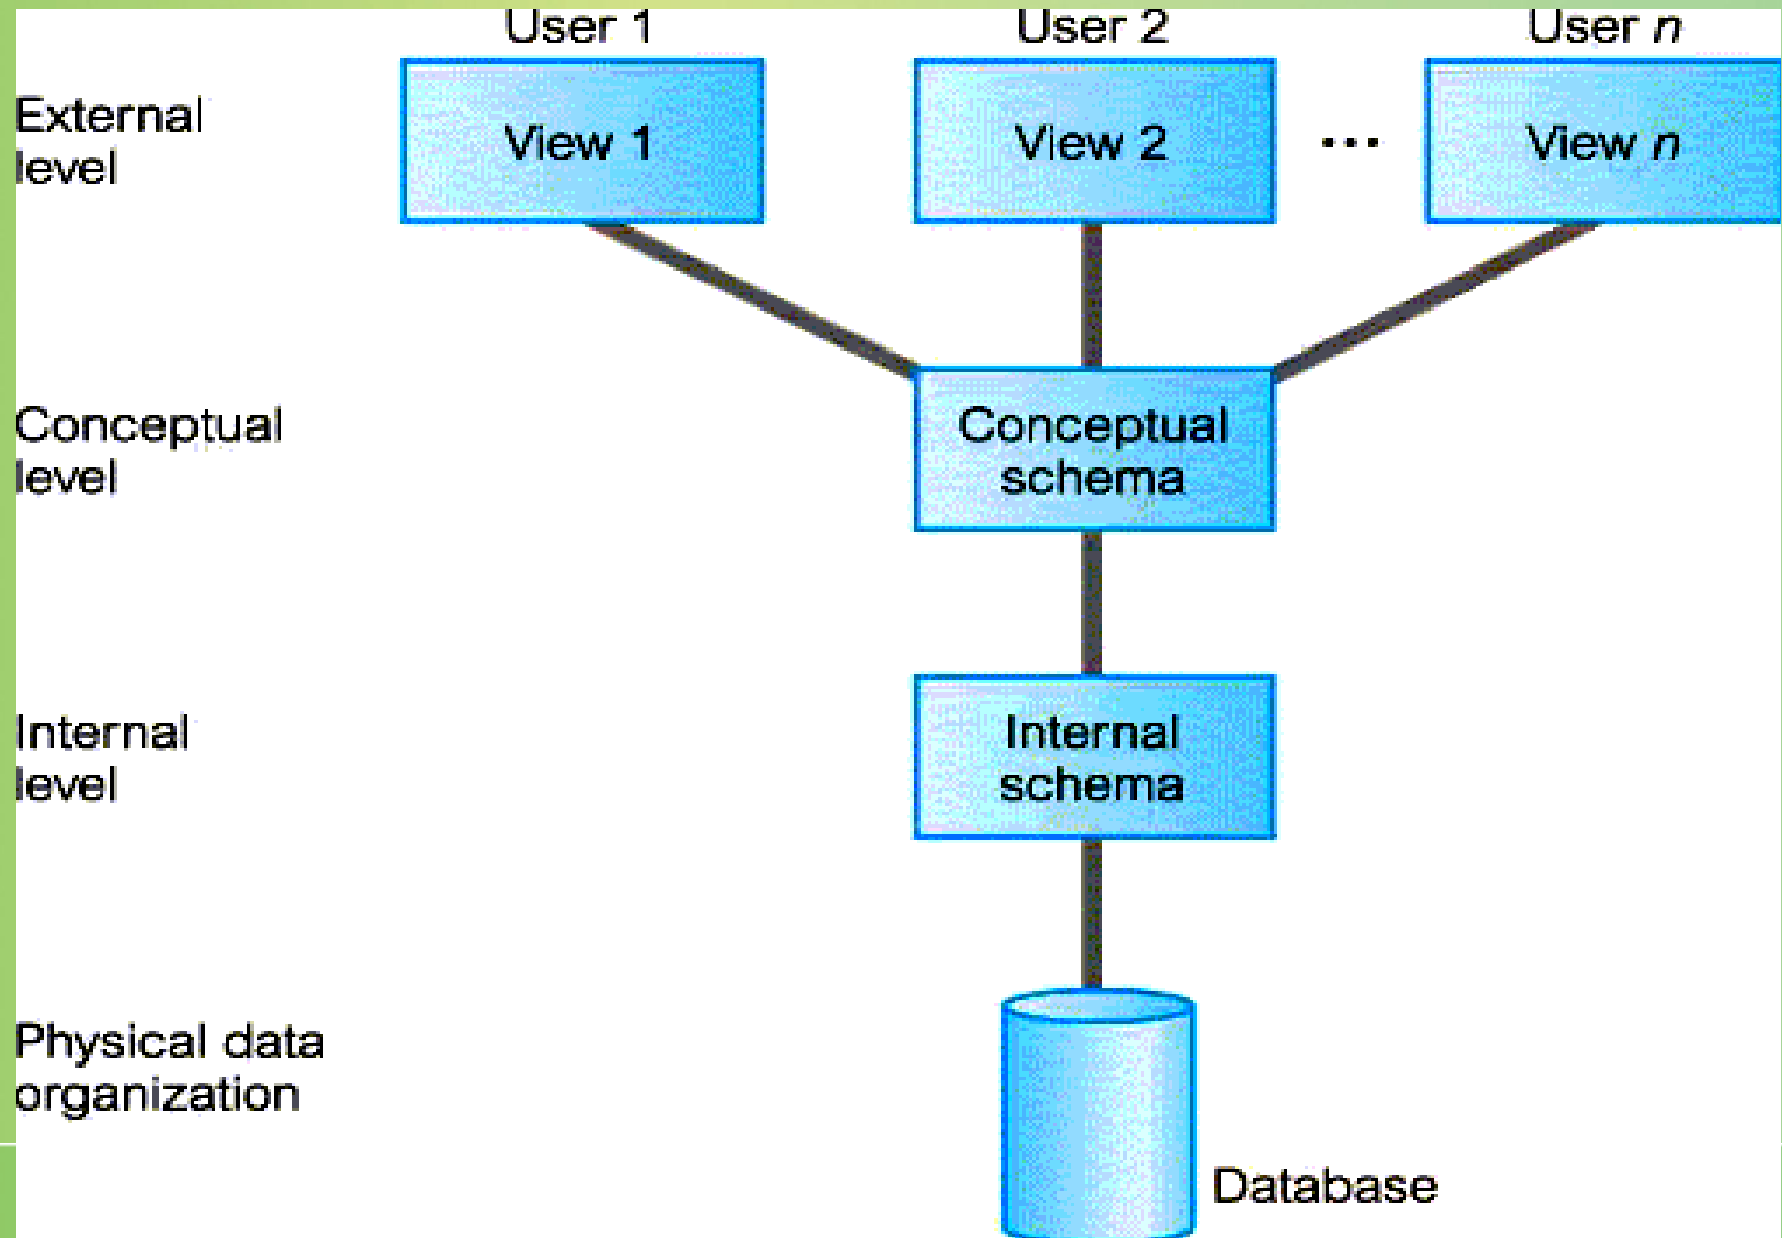 User 1
User 2
User n
External
level
View 1
View 2
...
View n
Conceptual
level
Conceptual
schema
Internal
level
Internal
schema
Physical data
organization
Database